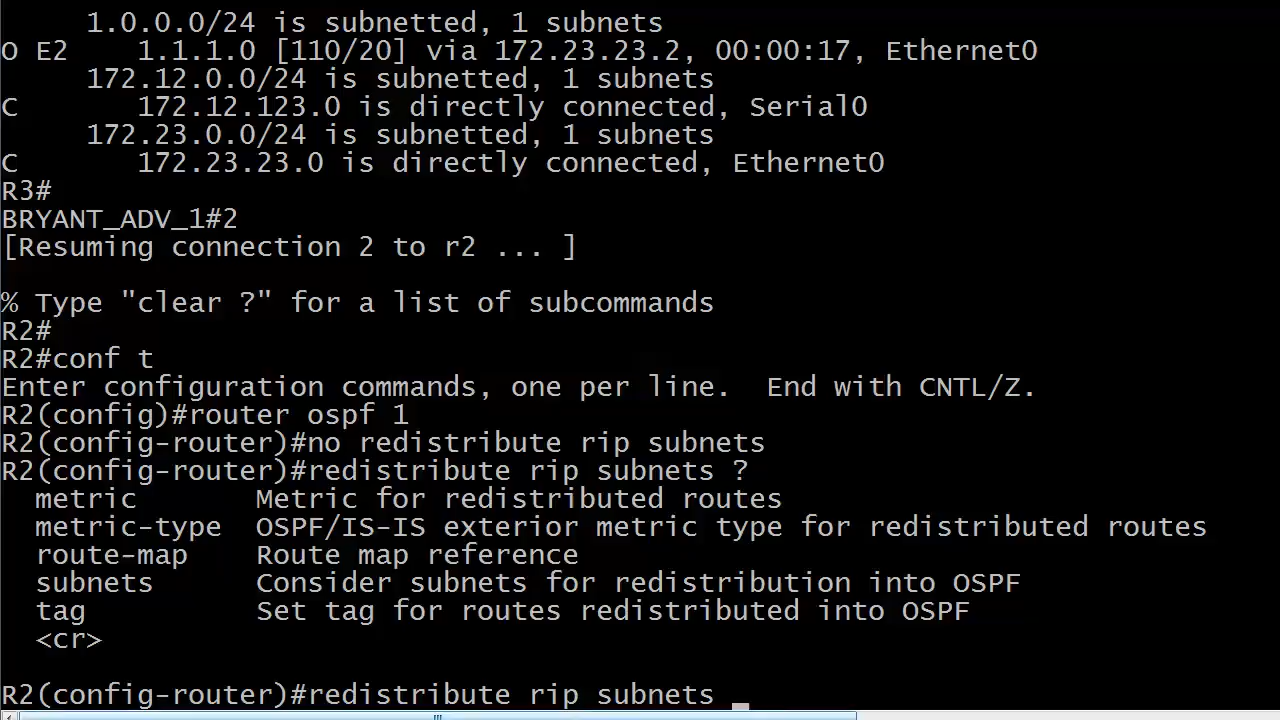 1.0.0.0/24 is subnetted, 1 subnets
O E2    1.1.1.0 [110/20] via 172.23.23.2, 00:00:17, Ethernet0
172.12.0.0/24 is subnetted, 1 subnets
C       172.12.123.0 is directly connected, Serial0
172.23.0.0/24 is subnetted, 1 subnets
C       172.23.23.0 is directly connected, Ethernet0
R3#
BRYANT_ADV_1#2
[Resuming connection 2 to r2 ... ]
% Type "clear ?" for a list of subcommands
R2#
R2#conf t
Enter configuration commands, one per line.  End with CNTL/Z.
R2(config)#router ospf 1
R2(config-router)#no redistribute rip subnets
R2(config-router)#redistribute rip subnets ?
metric       Metric for redistributed routes
metric-type  OSPF/IS-IS exterior metric type for redistributed routes
route-map    Route map reference
subnets      Consider subnets for redistribution into OSPF
tag          Set tag for routes redistributed into OSPF
<cr>
R2(config-router)#redistribute rip subnets